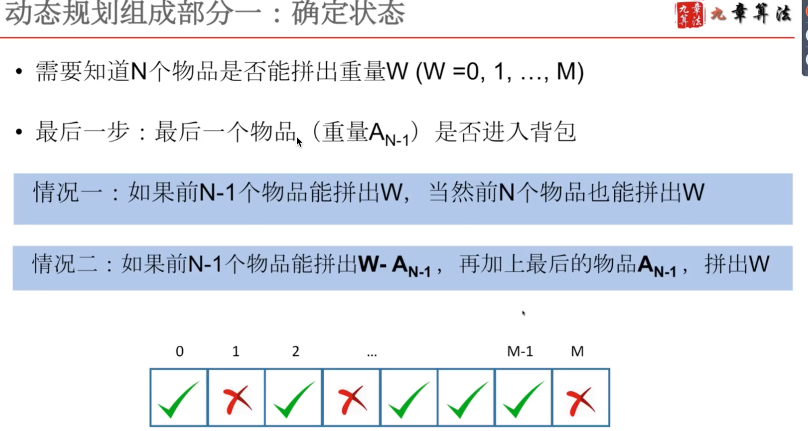 动态规划组成部分一：确定状态
九章算法 九章算法
• 需要知道N个物品是否能拼出重量W (W =0, 1, …, M)
• 最后一步：最后一个物品（重量AN-1）是否进入背包
情况一：如果前N-1个物品能拼出W，当然前N个物品也能拼出W
情况二：如果前N-1个物品能拼出W- AN-1，再加上最后的物品AN-1，拼出W
0 1 2 ... M-1 M